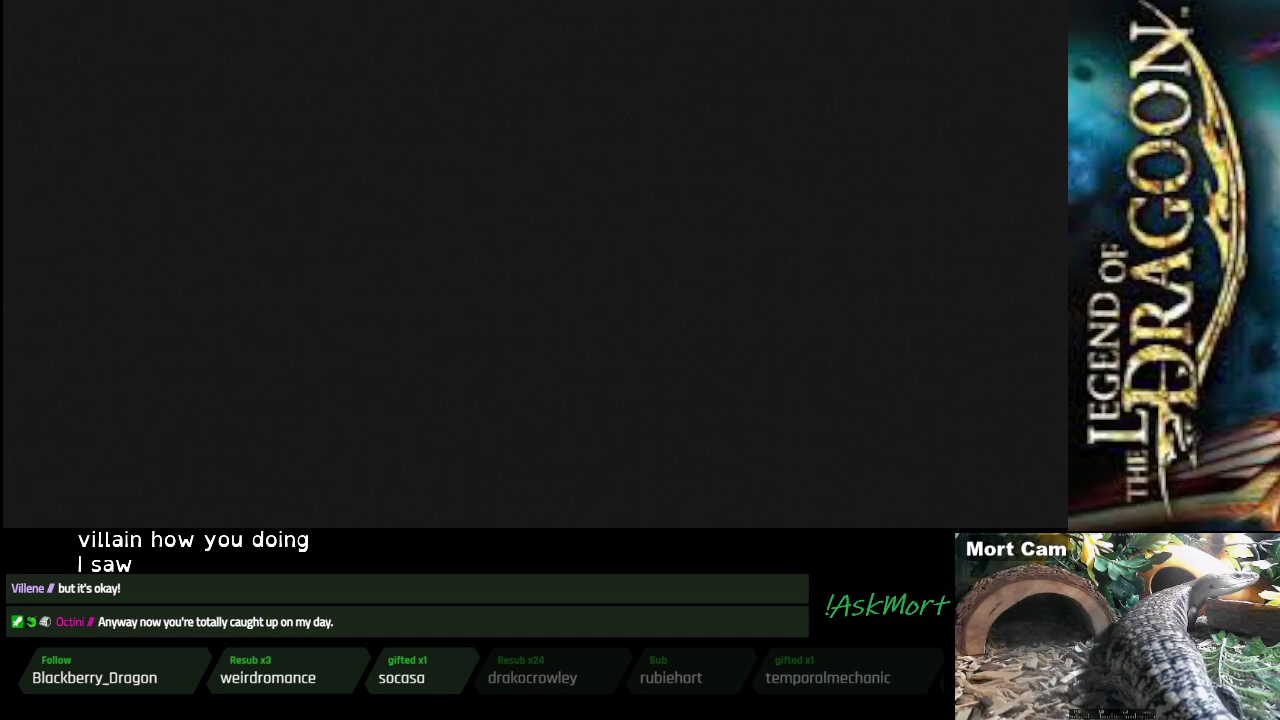 THE LEGEND OF
DRAGOON
villain how you doing
I saw
Villene // but it's okay!
Octini // Anyway now you're totally caught up on my day.
!AskMort
Mort Cam
Follow
Blackberry_Dragon
Resub x3
weirdromance
gifted x1
socasa
Resub x24
drakocrowley
Sub
rubiehart
gifted x1
temporalmechanic